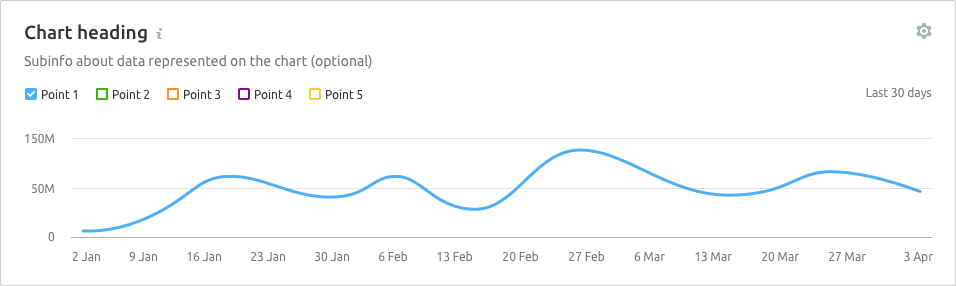 Chart heading i
Subinfo about data represented on the chart (optional)
Point 1 Point 2 Point 3 Point 4 Point 5 Last 30 days
150M
50M
0
2 Jan 9 Jan 16 Jan 23 Jan 30 Jan 6 Feb 13 Feb 20 Feb 27 Feb 6 Mar 13 Mar 20 Mar 27 Mar 3 Apr